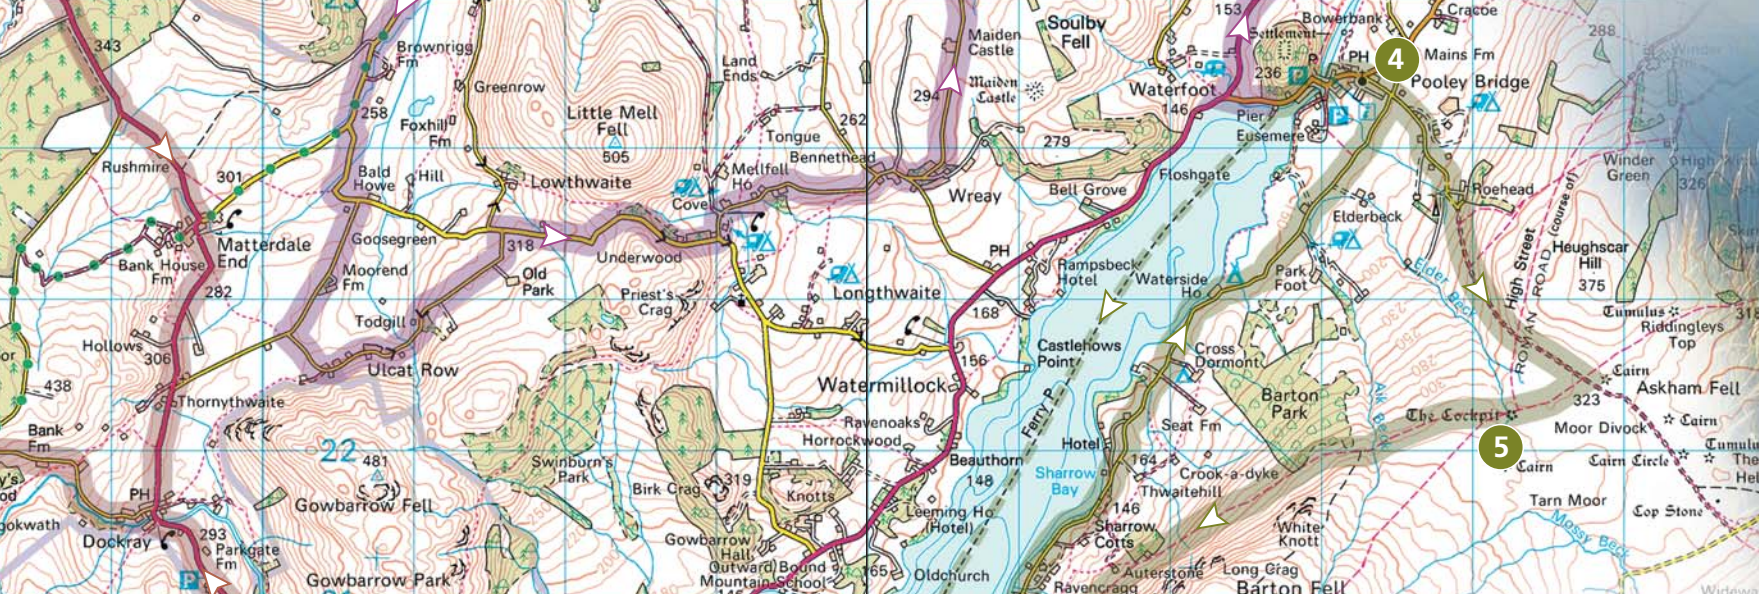 23
343
Brownrigg
Fm
Greenrow
258
Foxhill
Fm
Little Mell
Fell
505
Land
Ends
262
Tongue
Bennethead
294
Maiden
Castle
Maiden
Castle
Soulby
Fell
153
Settlement
Bowerbank
Cracoe
PH
4
Mains Fm
288
236
P
Waterfoot
146
Pooley Bridge
Pier
Eusemere
P
279
Rushmire
301
Bald
Howe
Hill
Lowthwaite
Mellfell
Ho
Cove
Wreay
Bell Grove
Floshgate
Roehead
Winder
Green
326
Elderbeck
Matterdale
End
Goosegreen
318
Underwood
PH
Bank House
Fm
282
Moorend
Fm
Old
Park
Priest's
Crag
Longthwaite
Rampsbeck
Hotel
Waterside
Ho
Park
Foot
Elder Beck
High Street
ROMAN ROAD (course of)
Heughscar
Hill
375
Todgill
168
Tumulus
Riddingleys
Top
Hollows
306
Ulcat Row
156
Castlehows
Point
Cross
Dormont
Cairn
Askham Fell
438
Watermillock
Barton
Park
Aik Beck
The Cockpit
323
Thornythwaite
95
Ravenoaks
Horrockwood
Ferry P
Seat Fm
Moor Divock
Cairn
Bank
Fm
22
481
Swinburn's
Park
Beauthorn
Hotel
164
5
Cairn
Cairn Circle
Tumulu
The
Hel
Sharrow
Bay
Crook-a-dyke
PH
Gowbarrow Fell
Birk Crag
319
Knotts
148
Thwaitehill
146
Tarn Moor
Cop Stone
Dockray
293
Parkgate
Fm
Gowbarrow
Hall
Leeming Ho
(Hotel)
Sharrow
Cotts
White
Knott
Mossy Beck
P
Gowbarrow Park
Outward Bound
Mountain School
165
Oldchurch
Auterstone
Long Crag
Ravencragg
Barton Fell